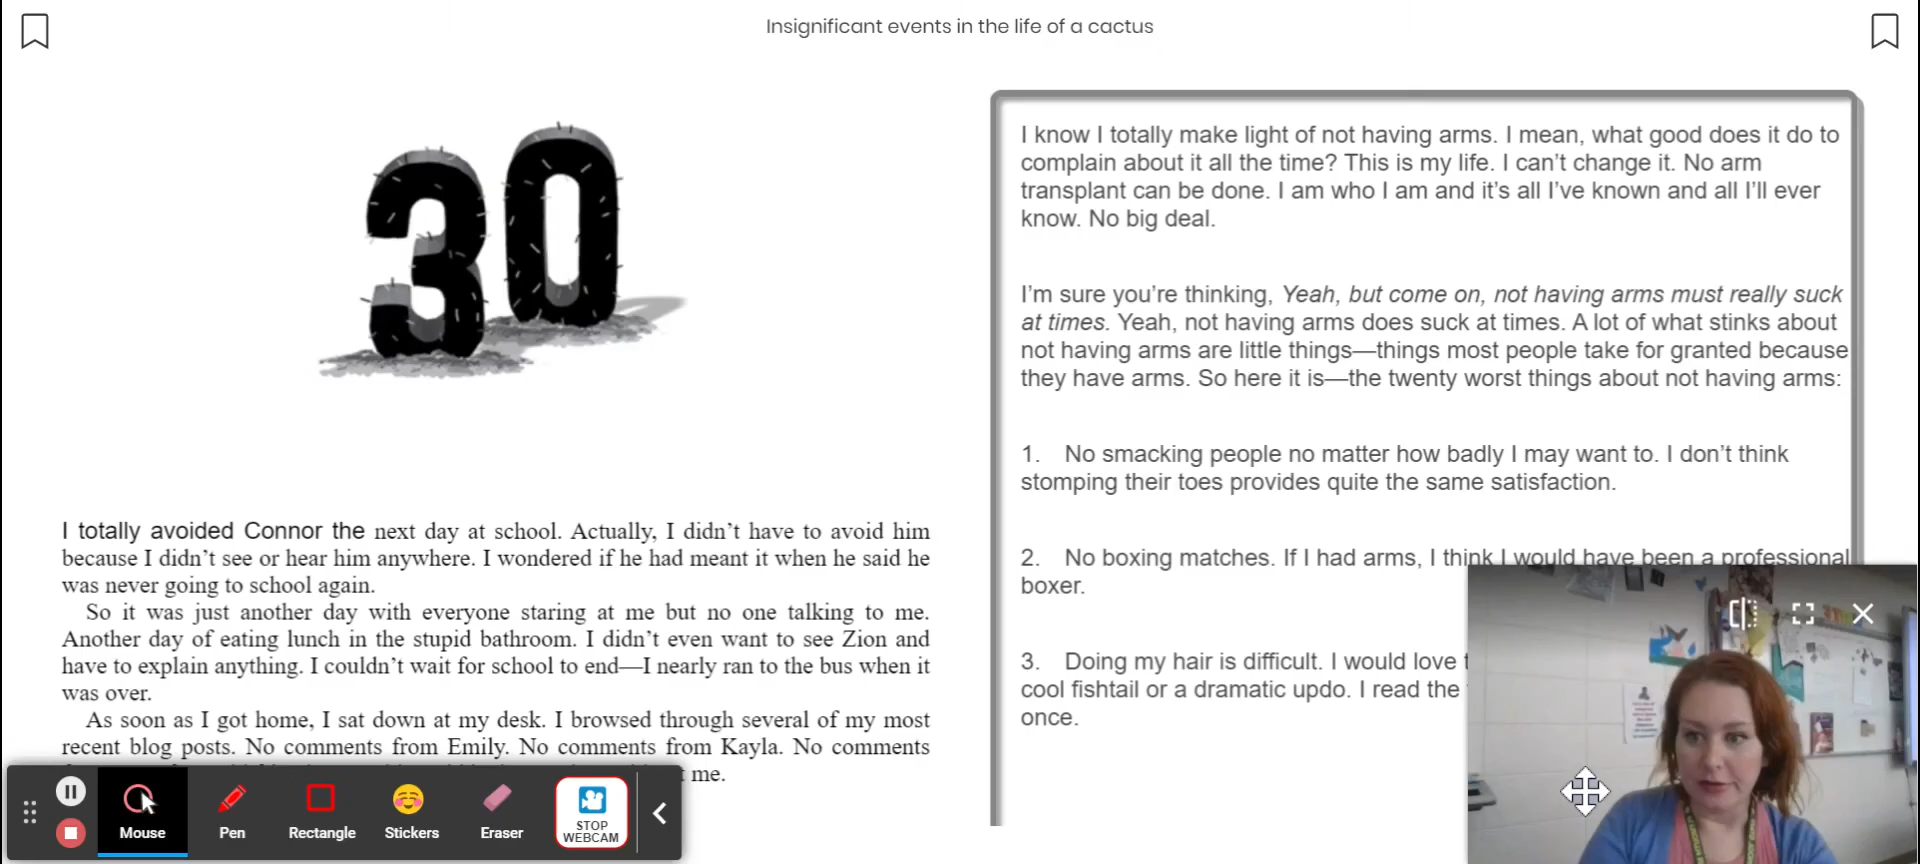 Insignificant events in the life of a cactus
30
I totally avoided Connor the next day at school. Actually, I didn't have to avoid him
because I didn't see or hear him anywhere. I wondered if he had meant it when he said he
was never going to school again.
So it was just another day with everyone staring at me but no one talking to me.
Another day of eating lunch in the stupid bathroom. I didn't even want to see Zion and
have to explain anything. I couldn't wait for school to end—I nearly ran to the bus when it
was over.
As soon as I got home, I sat down at my desk. I browsed through several of my most
recent blog posts. No comments from Emily. No comments from Kayla. No comments
me.
I know I totally make light of not having arms. I mean, what good does it do to
complain about it all the time? This is my life. I can't change it. No arm
transplant can be done. I am who I am and it's all I've known and all I'll ever
know. No big deal.
I'm sure you're thinking, Yeah, but come on, not having arms must really suck
at times. Yeah, not having arms does suck at times. A lot of what stinks about
not having arms are little things—things most people take for granted because
they have arms. So here it is—the twenty worst things about not having arms:
1. No smacking people no matter how badly I may want to. I don't think
stomping their toes provides quite the same satisfaction.
2. No boxing matches. If I had arms, I think I would have been a professional
boxer.
3. Doing my hair is difficult. I would love
cool fishtail or a dramatic updo. I read the
once.
Mouse
Pen
Rectangle
Stickers
Eraser
STOP
WEBCAM